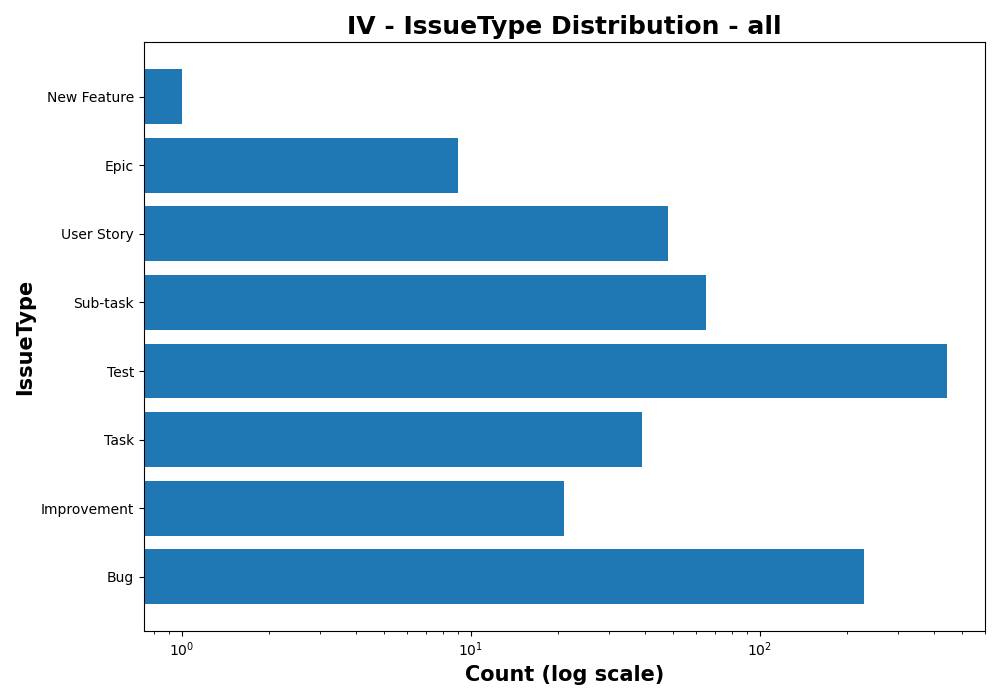 IV - IssueType Distribution - all
IssueType
New Feature
Epic
User Story
Sub-task
Test
Task
Improvement
Bug
10⁰ 10¹ 10²
Count (log scale)